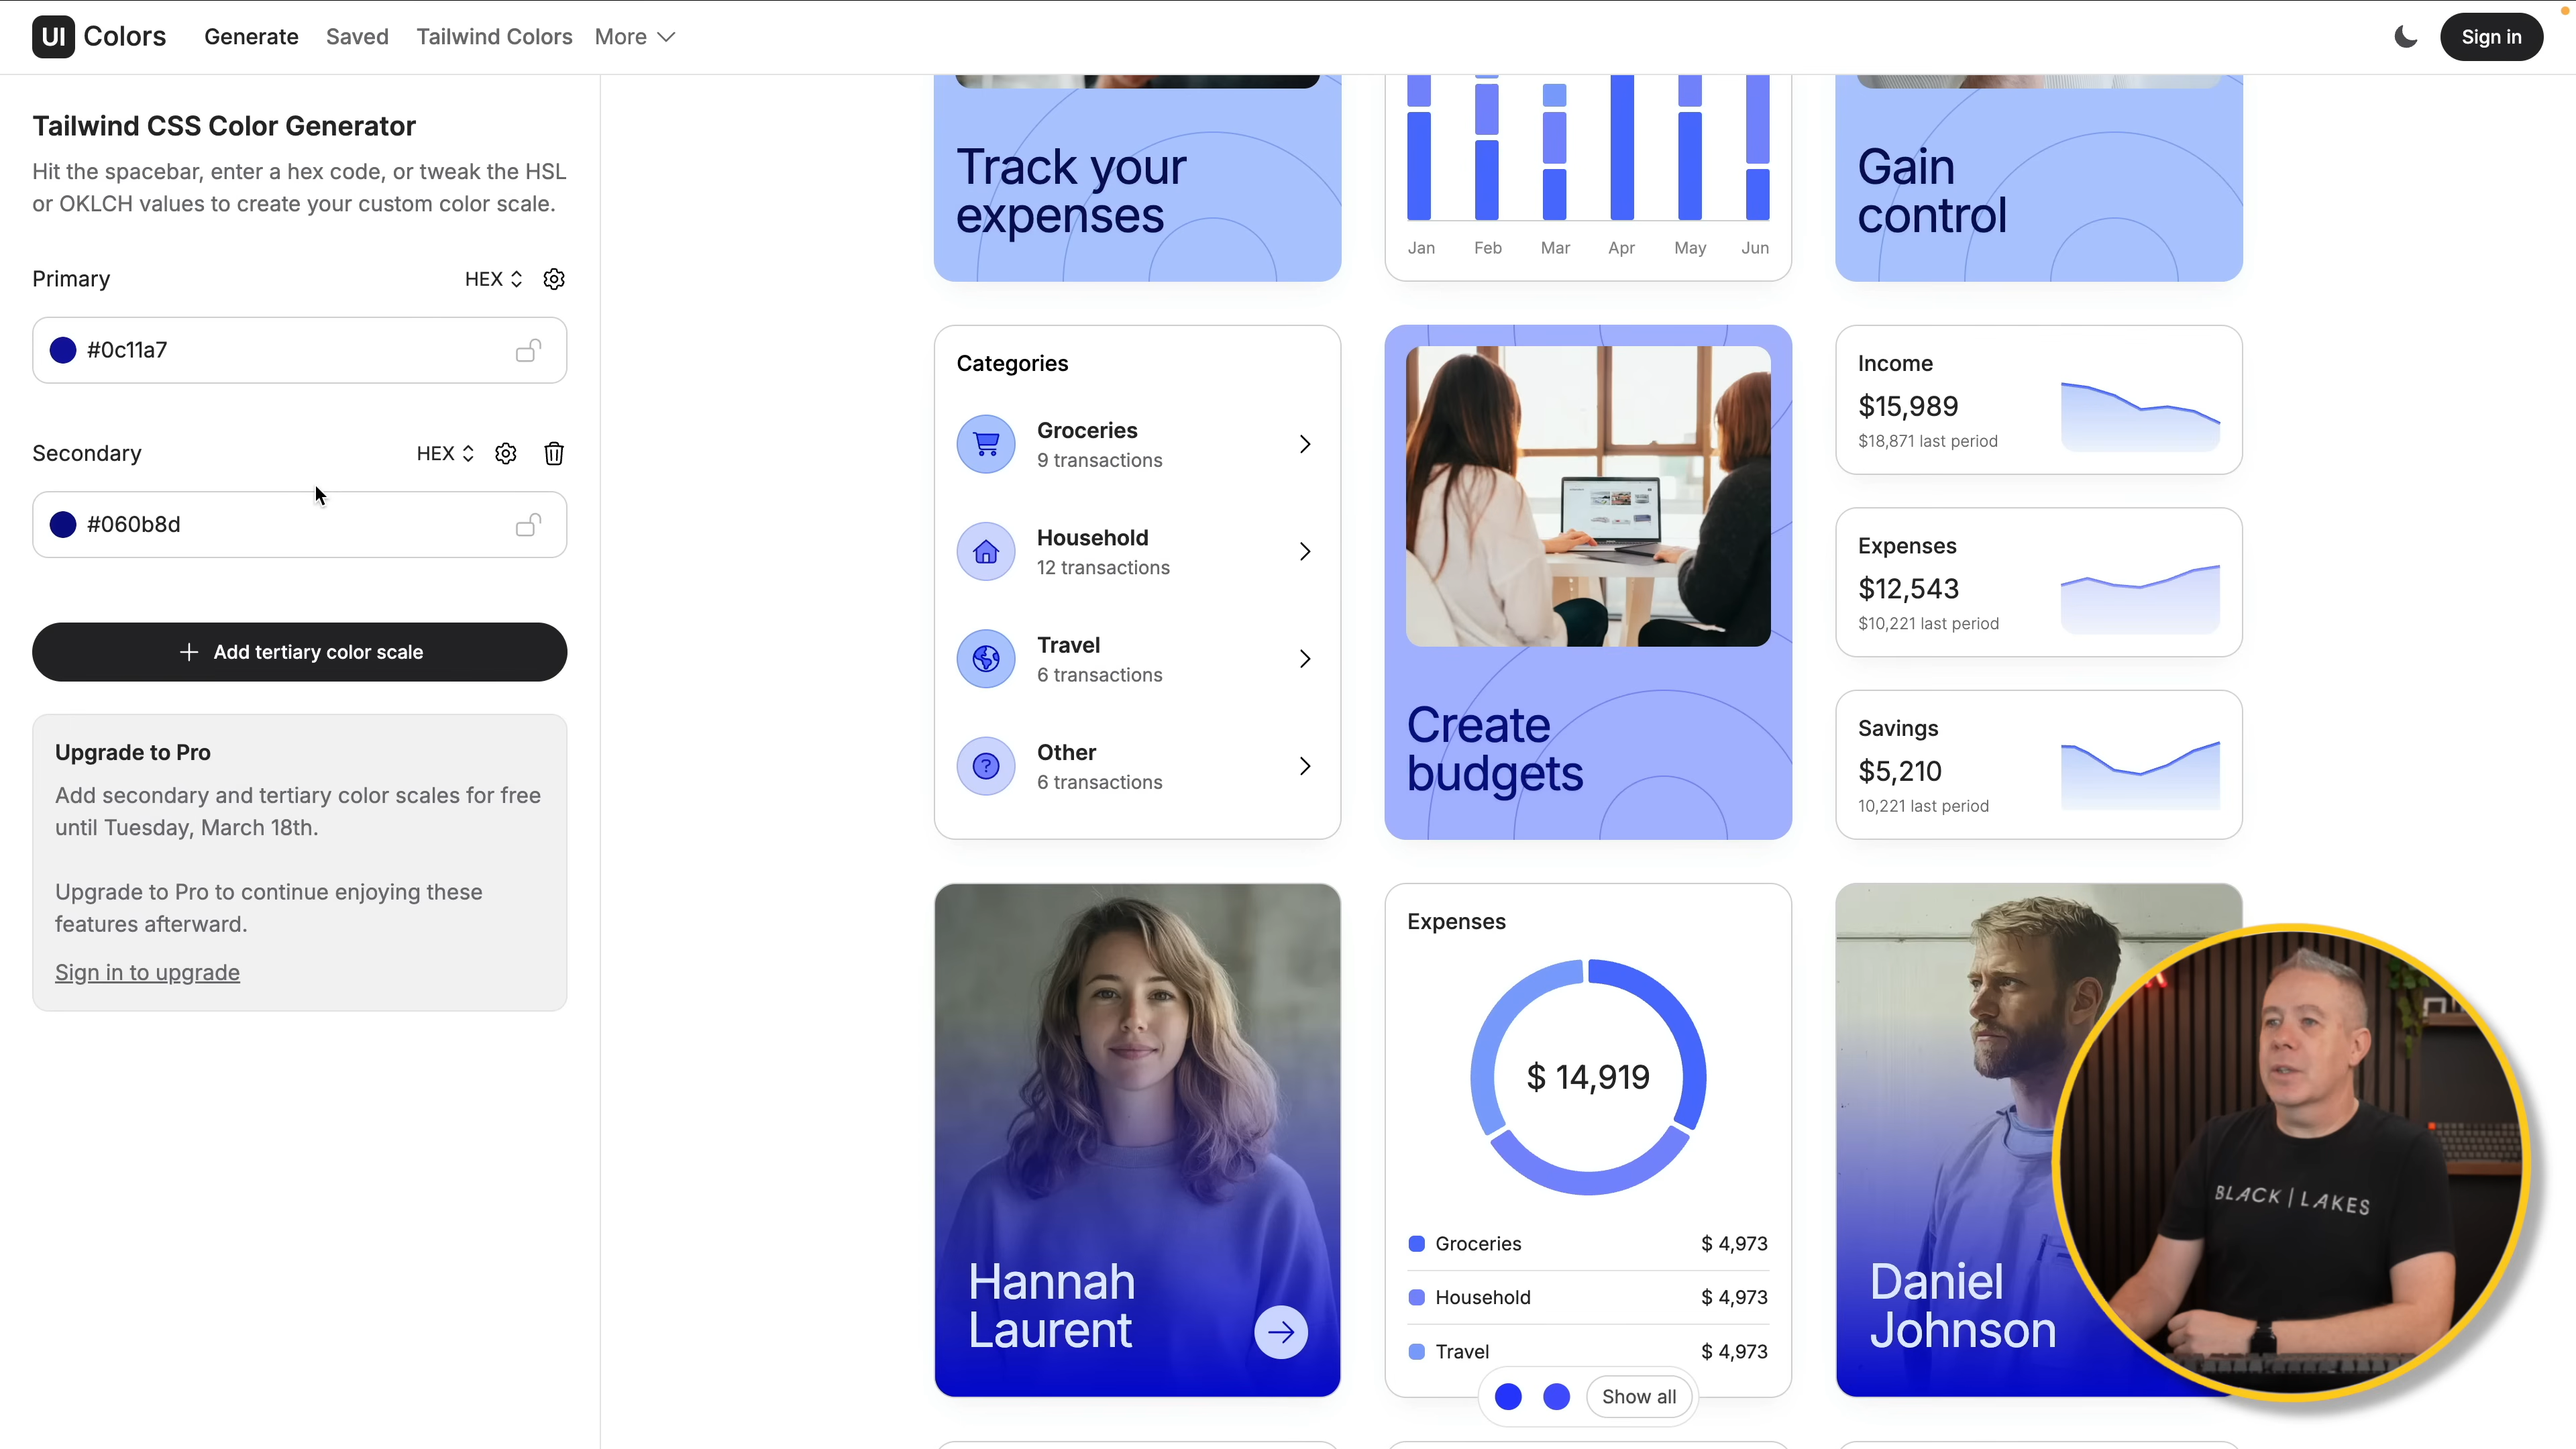 UI Colors Generate Saved Tailwind Colors More Sign in
Tailwind CSS Color Generator
Hit the spacebar, enter a hex code, or tweak the HSL
or OKLCH values to create your custom color scale.
Primary HEX
#0c11a7
Secondary HEX
#060b8d
Add tertiary color scale
Upgrade to Pro
Add secondary and tertiary color scales for free
until Tuesday, March 18th.
Upgrade to Pro to continue enjoying these
features afterward.
Sign in to upgrade
Track your
expenses
Jan Feb Mar Apr May Jun
Gain
control
Categories
Groceries
9 transactions
Household
12 transactions
Travel
6 transactions
Other
6 transactions
Create
budgets
Income
$15,989
$18,871 last period
Expenses
$12,543
$10,221 last period
Savings
$5,210
10,221 last period
Hannah
Laurent
Expenses
$ 14,919
Groceries $ 4,973
Household $ 4,973
Travel $ 4,973
Show all
Daniel
Johnson
BLACK | LAKES